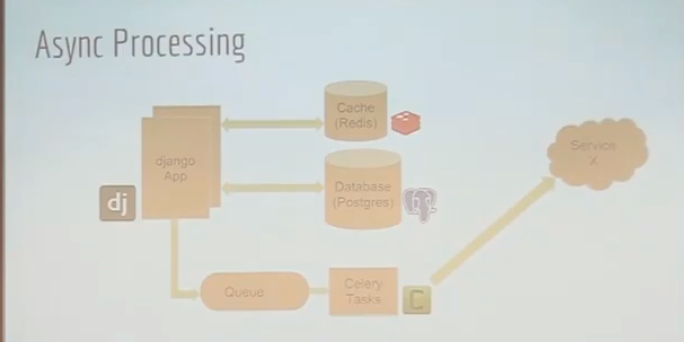 Async Processing
Cache
(Redis)
django
App
Service
X
Database
(Postgres)
dj
Queue
Celery
Tasks
C